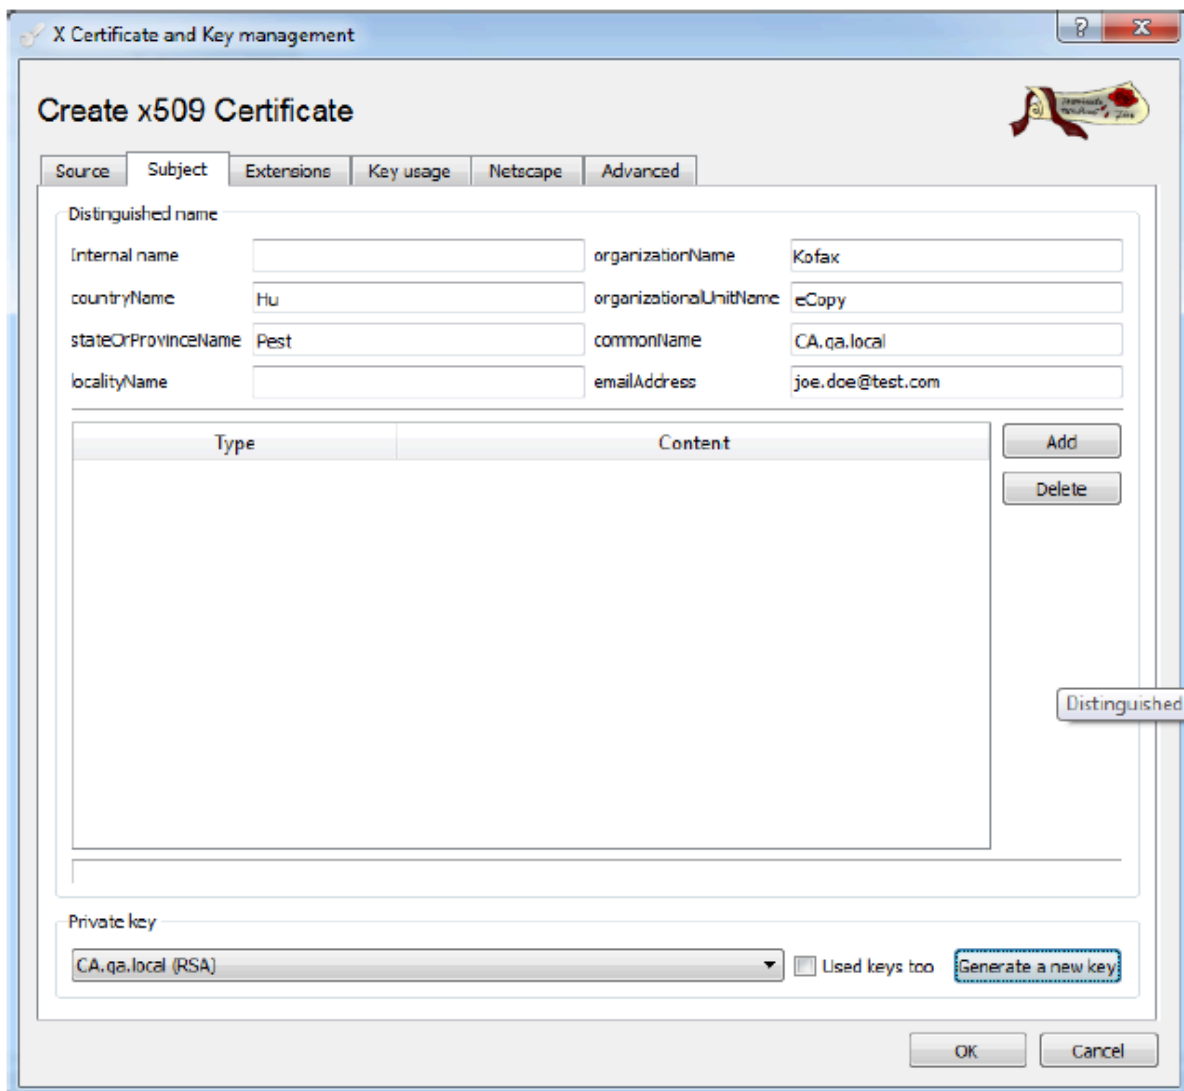 X Certificate and Key management
?
X
Create x509 Certificate
Source Subject Extensions Key usage Netscape Advanced
Distinguished name
Internal name organizationName Kofax
countryName Hu organizationalUnitName eCopy
stateOrProvinceName Pest commonName CA.qa.local
localityName emailAddress joe.doe@test.com
Type Content Add
Delete
Distinguished
Private key
CA.qa.local (RSA) Used keys too Generate a new key
OK Cancel